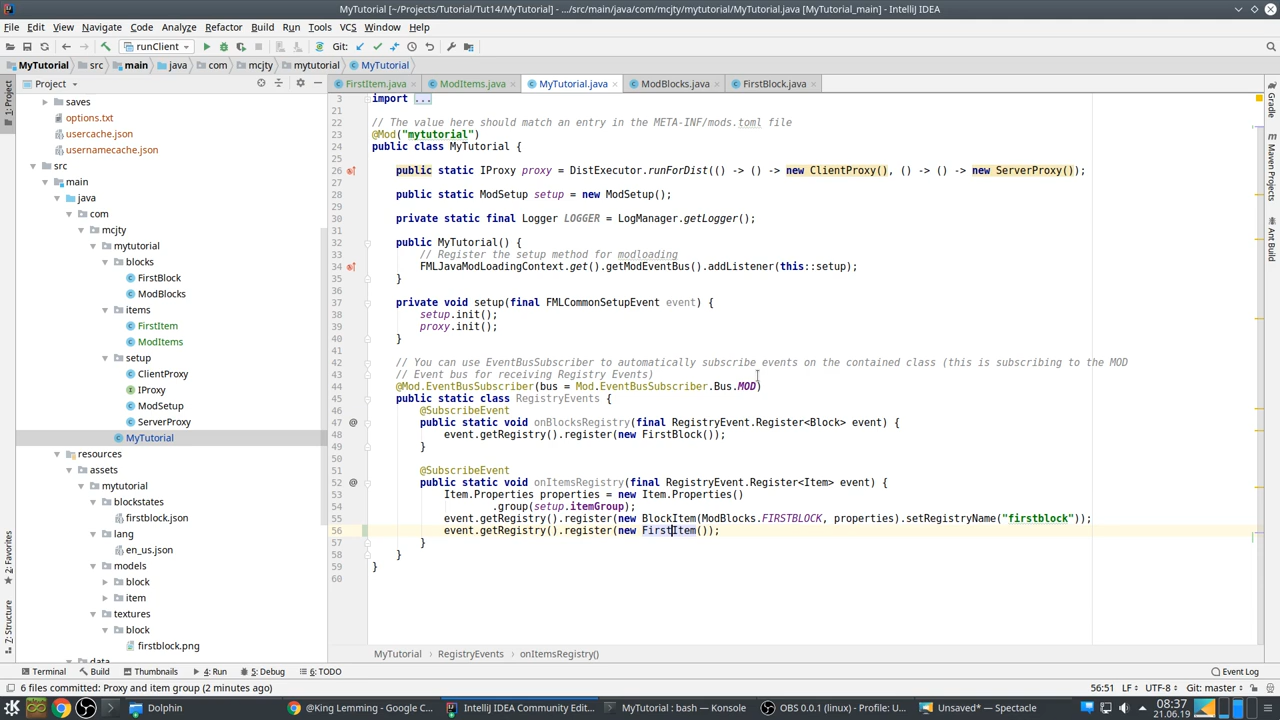 MyTutorial [~/Projects/Tutorial/Tut14/MyTutorial] - .../src/main/java/com/mcjty/mytutorial/MyTutorial.java [MyTutorial_main] - IntelliJ IDEA
File Edit View Navigate Code Analyze Refactor Build Run Tools VCS Window Help
runClient Git:
MyTutorial src main java com mcjty mytutorial MyTutorial
Project FirstItem.java ModItems.java MyTutorial.java ModBlocks.java FirstBlock.java
1: Project
7: Structure
2: Favorites
Gradle
Maven Projects
Ant Build
saves
options.txt
usercache.json
usernamecache.json
src
main
java
com
mcjty
mytutorial
blocks
FirstBlock
ModBlocks
items
FirstItem
ModItems
setup
ClientProxy
IProxy
ModSetup
ServerProxy
MyTutorial
resources
assets
mytutorial
blockstates
firstblock.json
lang
en_us.json
models
block
item
textures
block
firstblock.png
data
3 import ...
21
22 // The value here should match an entry in the META-INF/mods.toml file
23 @Mod("mytutorial")
24 public class MyTutorial {
25
26 public static IProxy proxy = DistExecutor.runForDist(() -> () -> new ClientProxy(), () -> () -> new ServerProxy());
27
28 public static ModSetup setup = new ModSetup();
29
30 private static final Logger LOGGER = LogManager.getLogger();
31
32 public MyTutorial() {
33 // Register the setup method for modloading
34 FMLJavaModLoadingContext.get().getModEventBus().addListener(this::setup);
35 }
36
37 private void setup(final FMLCommonSetupEvent event) {
38 setup.init();
39 proxy.init();
40 }
41
42 // You can use EventBusSubscriber to automatically subscribe events on the contained class (this is subscribing to the MOD
43 // Event bus for receiving Registry Events)
44 @Mod.EventBusSubscriber(bus = Mod.EventBusSubscriber.Bus.MOD)
45 public static class RegistryEvents {
46 @SubscribeEvent
47 public static void onBlocksRegistry(final RegistryEvent.Register<Block> event) {
48 event.getRegistry().register(new FirstBlock());
49 }
50
51 @SubscribeEvent
52 public static void onItemsRegistry(final RegistryEvent.Register<Item> event) {
53 Item.Properties properties = new Item.Properties()
54 .group(setup.itemGroup);
55 event.getRegistry().register(new BlockItem(ModBlocks.FIRSTBLOCK, properties).setRegistryName("firstblock"));
56 event.getRegistry().register(new FirstItem());
57 }
58 }
59 }
60
MyTutorial RegistryEvents onItemsRegistry()
Terminal Build Thumbnails 4: Run 5: Debug 6: TODO Event Log
6 files committed: Proxy and item group (2 minutes ago) 56:51 LF UTF-8 Git: master
Dolphin @King Lemming - Google C... IntelliJ IDEA Community Edit... MyTutorial : bash — Konsole OBS 0.0.1 (linux) - Profile: U... Unsaved* — Spectacle 08:37
21.06.19